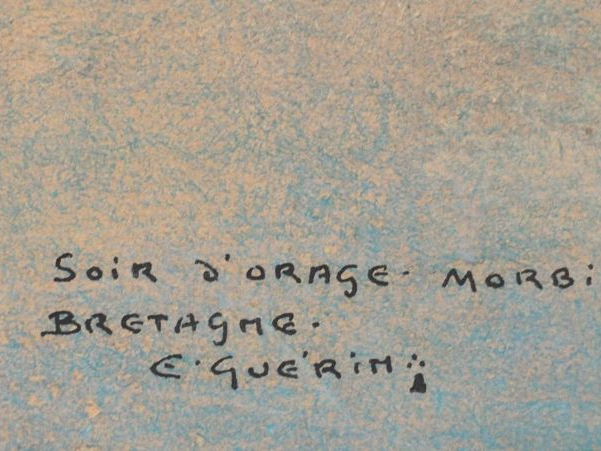 SOiR d'ORAGE. MORBi
BRETAGNE.
E. GUÉRiN